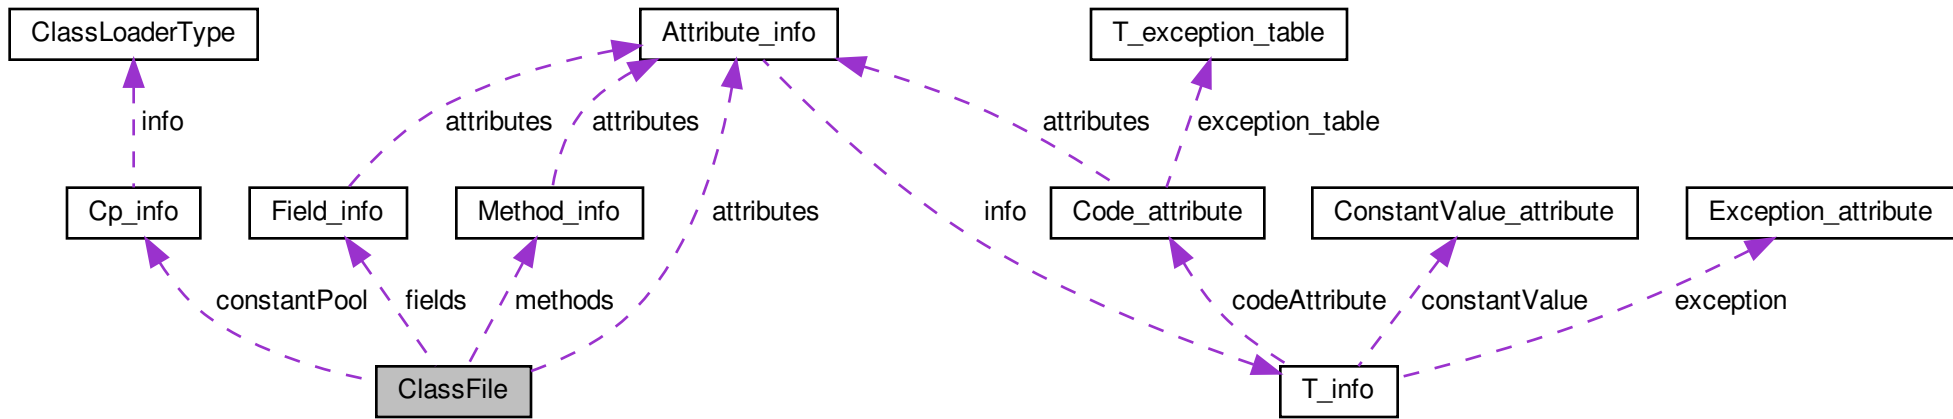 ClassLoaderType
Attribute_info
T_exception_table
info
attributes
attributes
attributes
exception_table
Cp_info
Field_info
Method_info
attributes
info
Code_attribute
ConstantValue_attribute
Exception_attribute
constantPool
fields
methods
codeAttribute
constantValue
exception
ClassFile
T_info